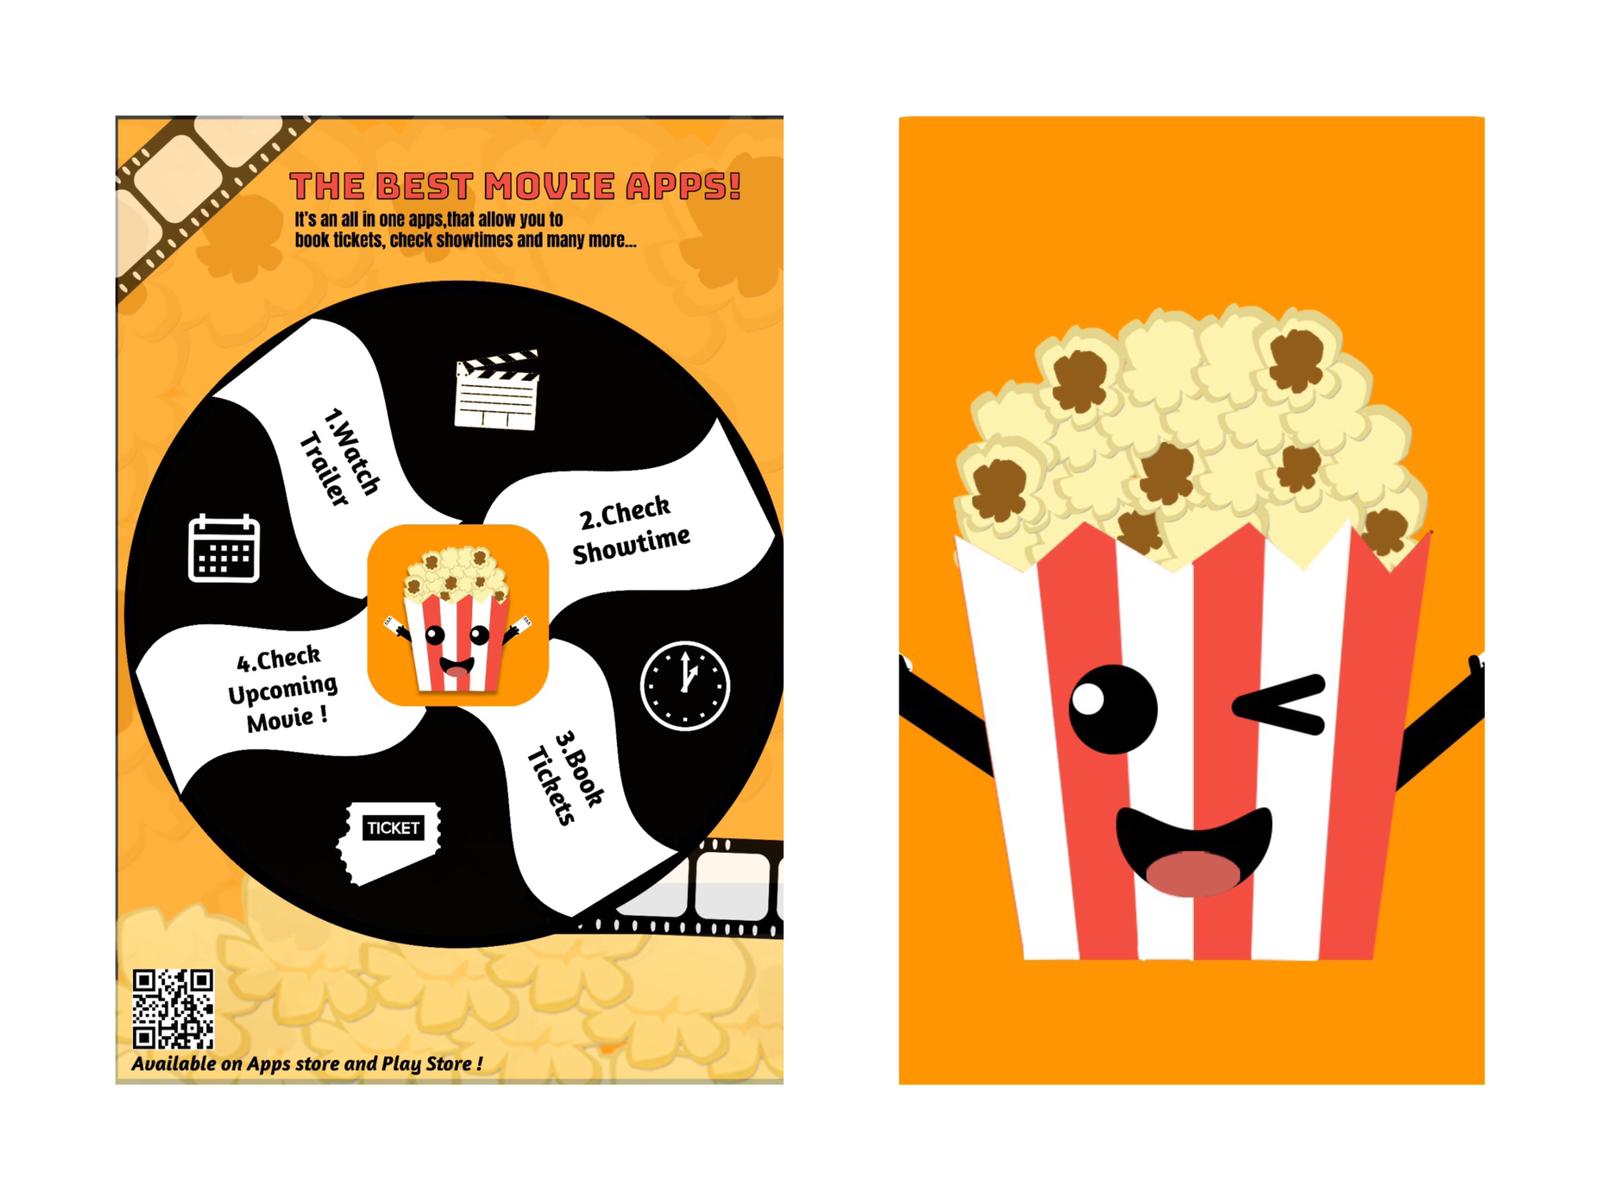 THE BEST MOVIE APPS!
It's an all in one apps,that allow you to
book tickets, check showtimes and many more...
1.Watch
Trailer
2.Check
Showtime
3.Book
Tickets
4.Check
Upcoming
Movie !
TICKET
Available on Apps store and Play Store !